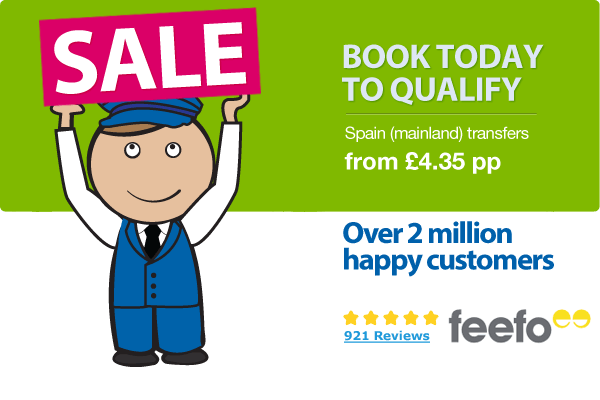 SALE
BOOK TODAY
TO QUALIFY
Spain (mainland) transfers
from £4.35 pp
Over 2 million
happy customers
921 Reviews
feefo